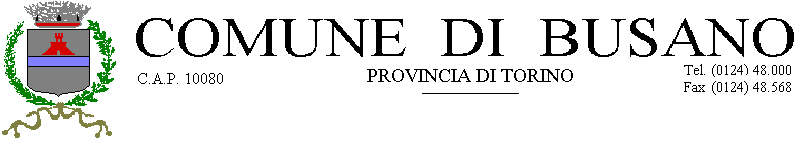 COMUNE DI BUSANO
C.A.P. 10080
PROVINCIA DI TORINO
Tel. (0124) 48.000
Fax (0124) 48.568